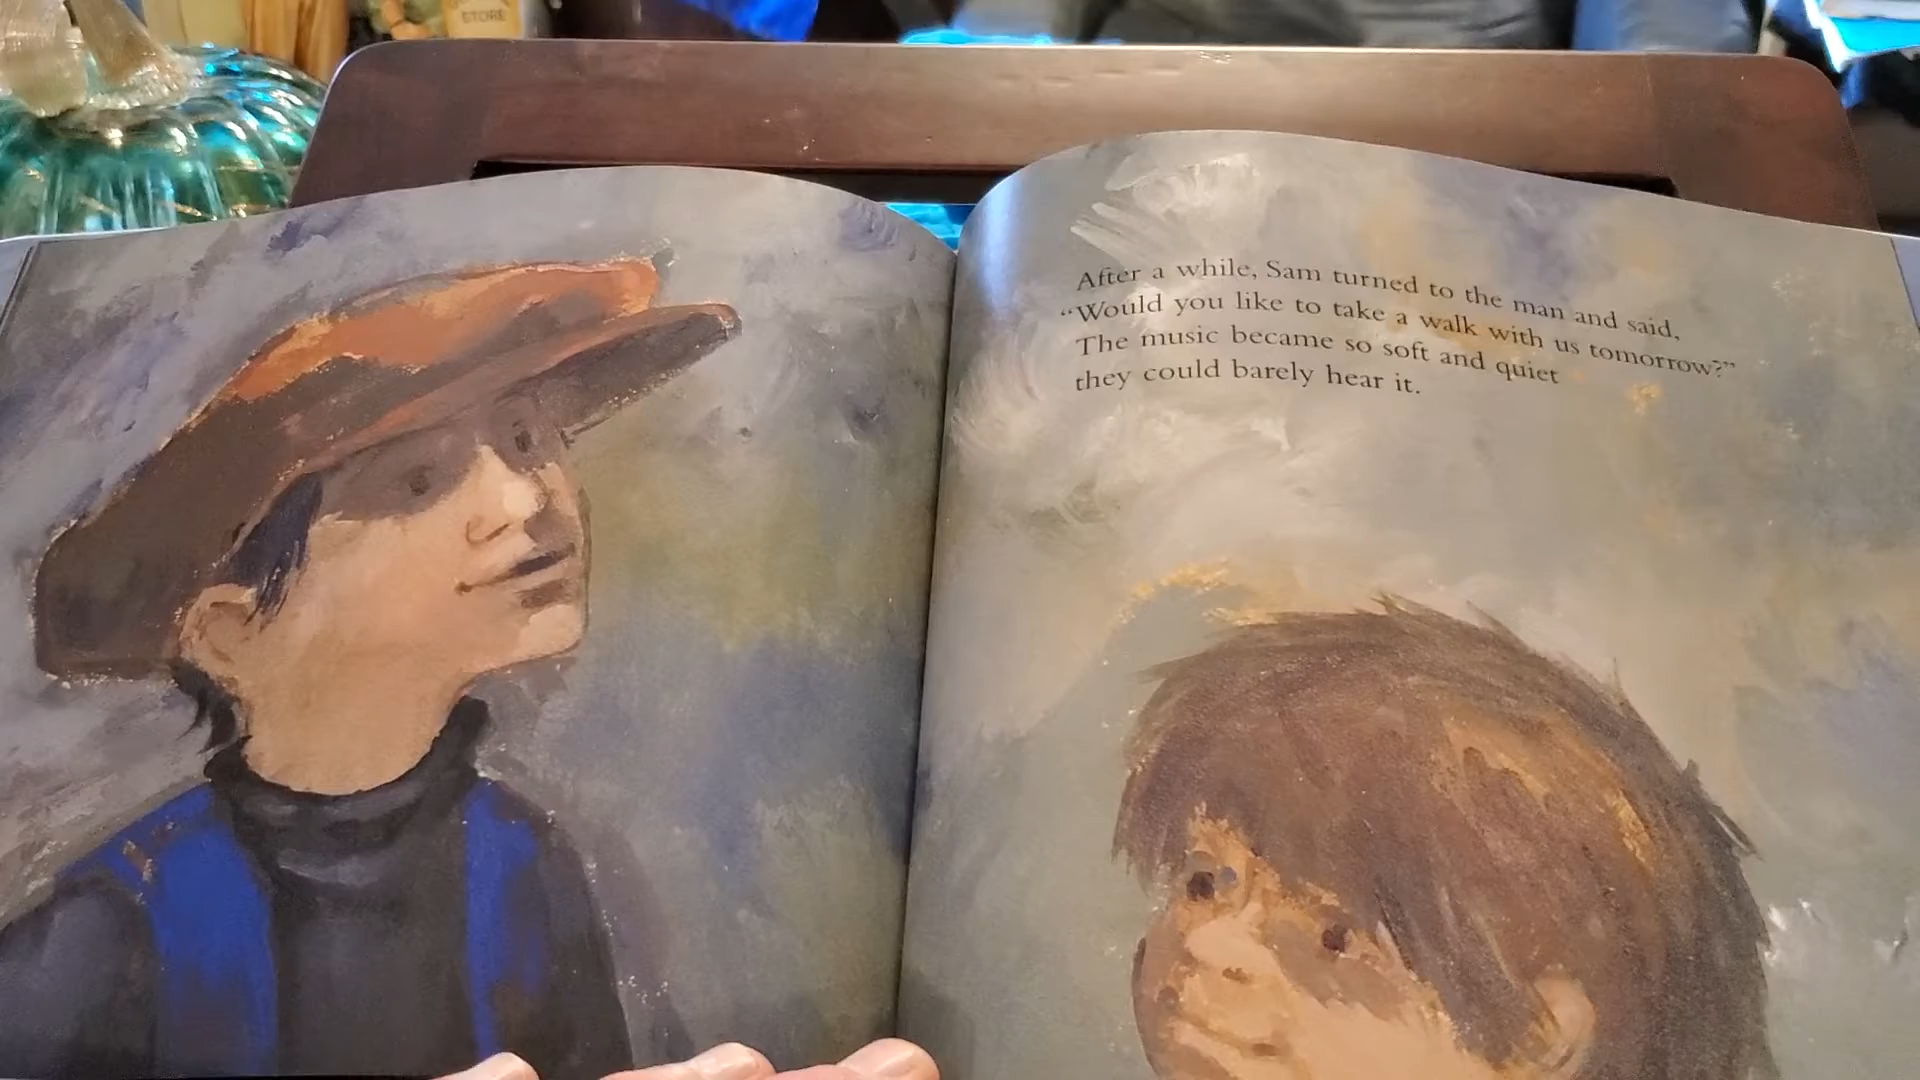 STORE
After a while, Sam turned to the man and said,
“Would you like to take a walk with us tomorrow?”
The music became so soft and quiet
they could barely hear it.